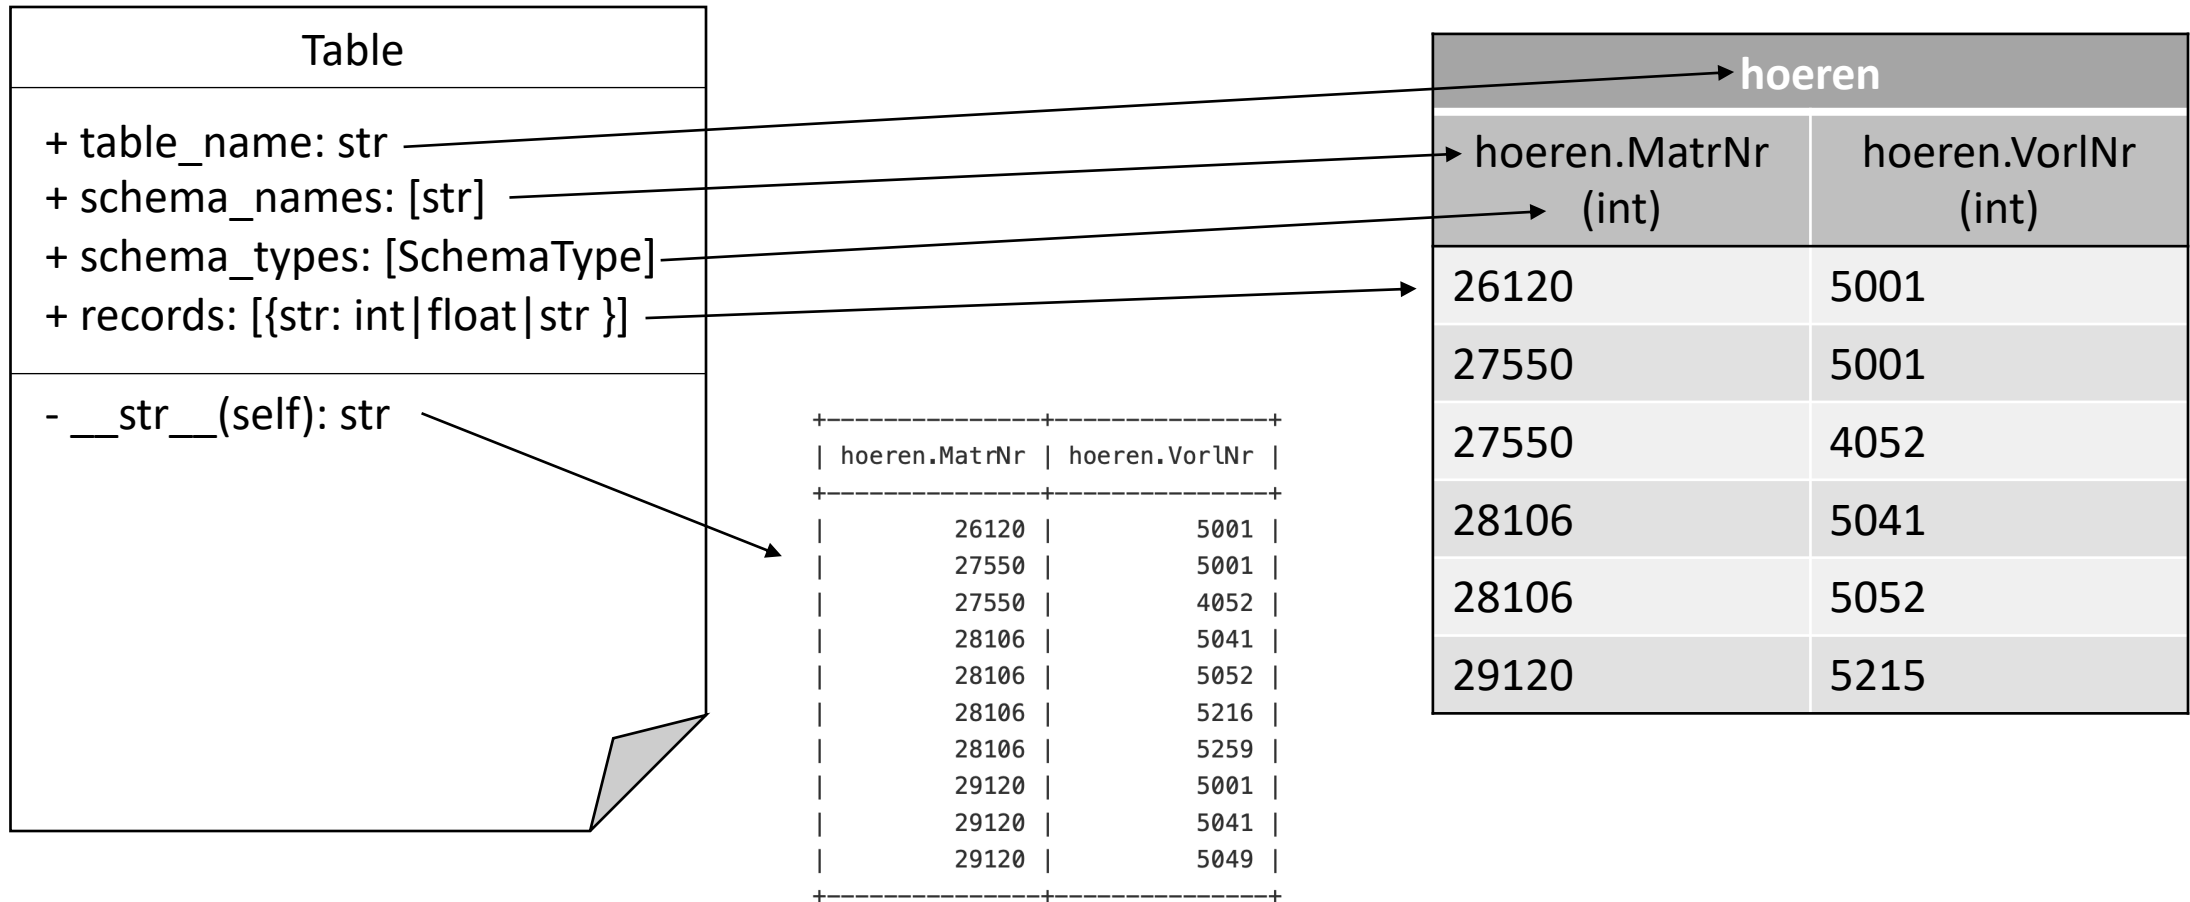 Table
+ table_name: str
+ schema_names: [str]
+ schema_types: [SchemaType]
+ records: [{str: int|float|str }]
- __str__(self): str
+---------------+---------------+
| hoeren.MatrNr | hoeren.VorlNr |
+---------------+---------------+
|         26120 |          5001 |
|         27550 |          5001 |
|         27550 |          4052 |
|         28106 |          5041 |
|         28106 |          5052 |
|         28106 |          5216 |
|         28106 |          5259 |
|         29120 |          5001 |
|         29120 |          5041 |
|         29120 |          5049 |
+---------------+---------------+
hoeren
hoeren.MatrNr hoeren.VorlNr
(int) (int)
26120 5001
27550 5001
27550 4052
28106 5041
28106 5052
29120 5215